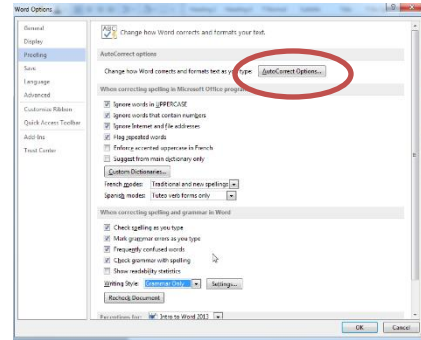 Word Options
General
Display
Proofing
Save
Language
Advanced
Customize Ribbon
Quick Access Toolbar
Add-Ins
Trust Center
Change how Word corrects and formats your text.
AutoCorrect options
Change how Word corrects and formats text as you type: AutoCorrect Options...
When correcting spelling in Microsoft Office programs
Ignore words in UPPERCASE
Ignore words that contain numbers
Ignore Internet and file addresses
Flag repeated words
Enforce accented uppercase in French
Suggest from main dictionary only
Custom Dictionaries...
French modes: Traditional and new spellings
Spanish modes: Tuteo verb forms only
When correcting spelling and grammar in Word
Check spelling as you type
Mark grammar errors as you type
Frequently confused words
Check grammar with spelling
Show readability statistics
Writing Style: Grammar Only Settings...
Recheck Document
Exceptions for: Intro to Word 2013
OK Cancel